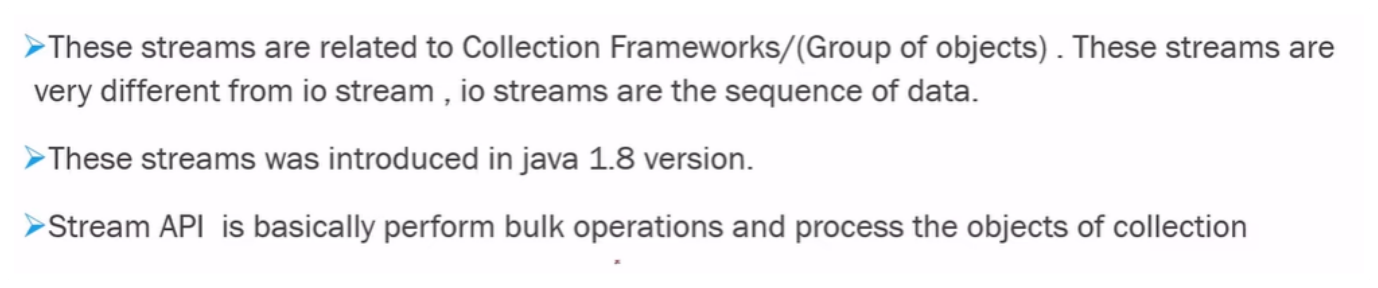 ➢These streams are related to Collection Frameworks/(Group of objects) . These streams are
very different from io stream , io streams are the sequence of data.
➢These streams was introduced in java 1.8 version.
➢Stream API is basically perform bulk operations and process the objects of collection